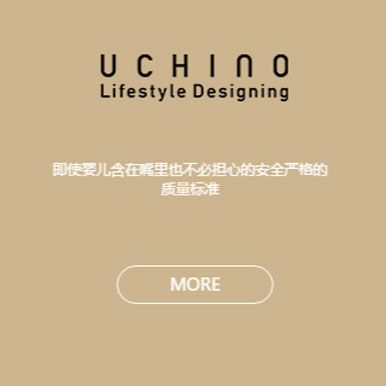 UCHINO
Lifestyle Designing
即使婴儿含在嘴里也不必担心的安全严格的
质量标准
MORE